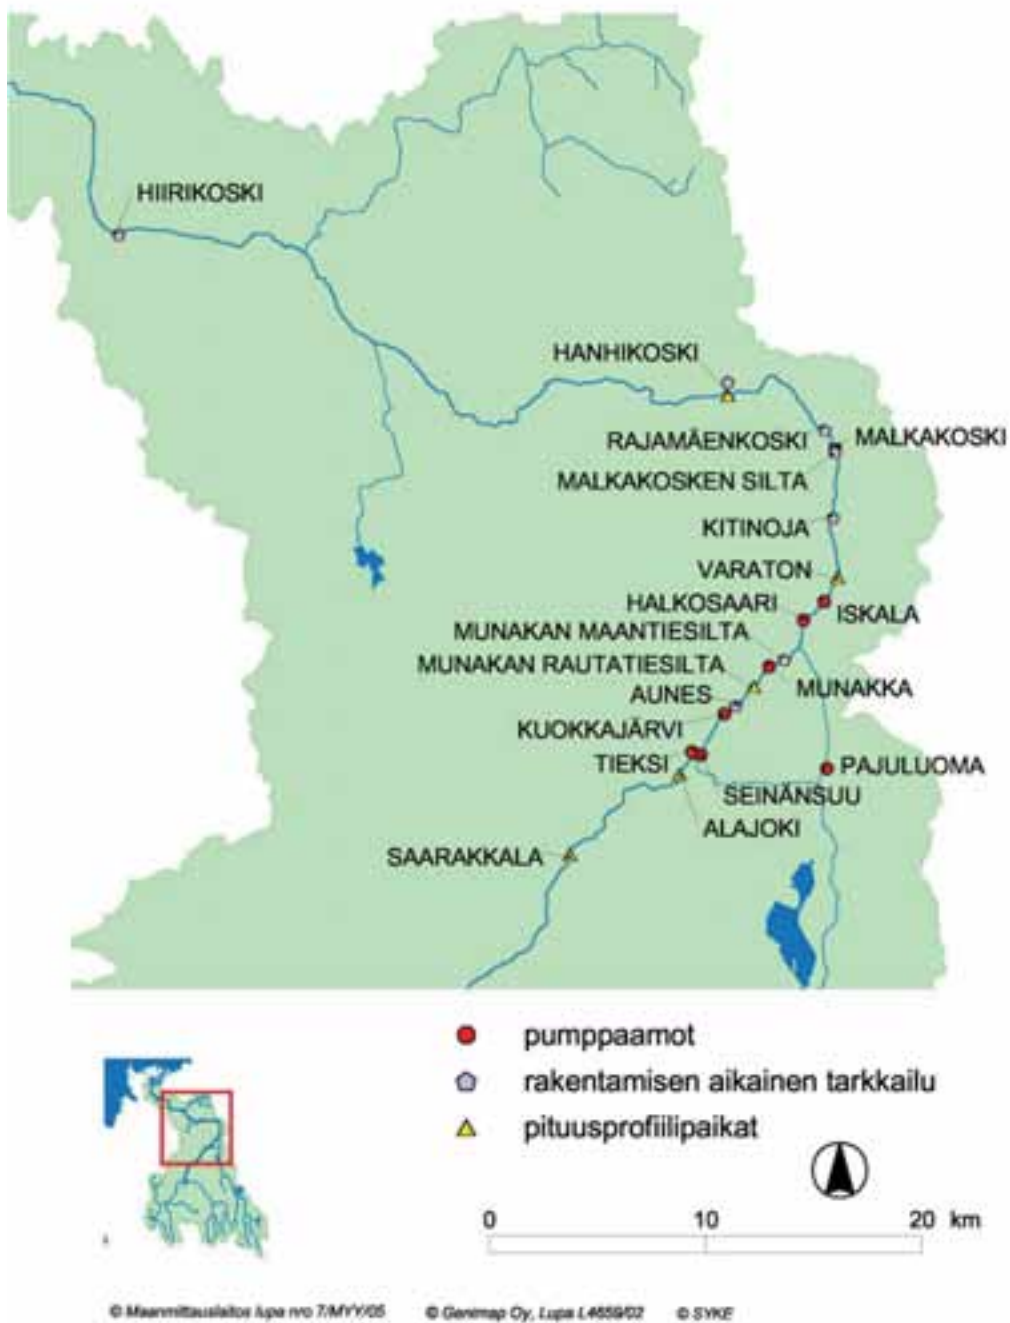 HIIRIKOSKI
HANHIKOSKI
RAJAMÄENKOSKI
MALKAKOSKI
MALKAKOSKEN SILTA
KITINOJA
VARATON
HALKOSAARI
ISKALA
MUNAKAN MAANTIESILTA
MUNAKAN RAUTATIESILTA
MUNAKKA
AUNES
KUOKKAJÄRVI
TIEKSI
PAJULUOMA
SEINÄNSUU
ALAJOKI
SAARAKKALA
pumppaamot
rakentamisen aikainen tarkkailu
pituusprofiilipaikat
0 10 20 km
© Maanmittauslaitos lupa nro 7/MYY/05 © Genimap Oy, Lupa L4659/02 © SYKE